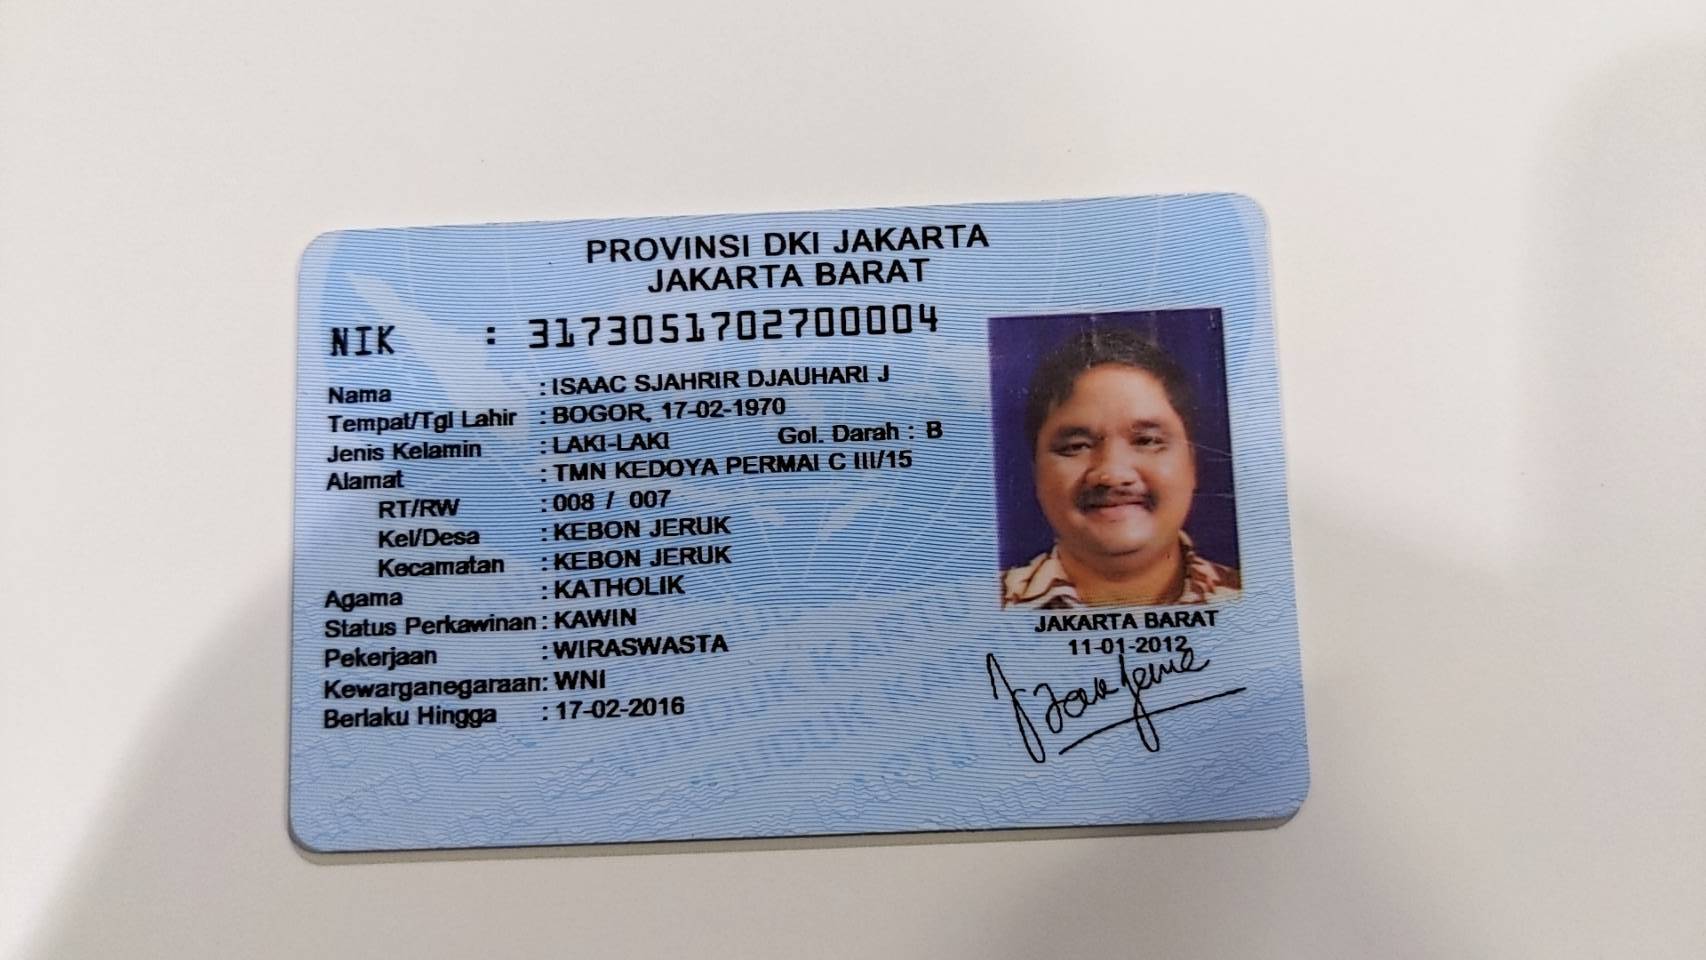 PROVINSI DKI JAKARTA
JAKARTA BARAT
NIK : 3173051702700004
Nama : ISAAC SJAHRIR DJAUHARI J
Tempat/Tgl Lahir : BOGOR, 17-02-1970
Jenis Kelamin : LAKI-LAKI Gol. Darah : B
Alamat : TMN KEDOYA PERMAI C III/15
RT/RW : 008 / 007
Kel/Desa : KEBON JERUK
Kecamatan : KEBON JERUK
Agama : KATHOLIK
Status Perkawinan : KAWIN
Pekerjaan : WIRASWASTA
Kewarganegaraan: WNI
Berlaku Hingga : 17-02-2016
JAKARTA BARAT
11-01-2012